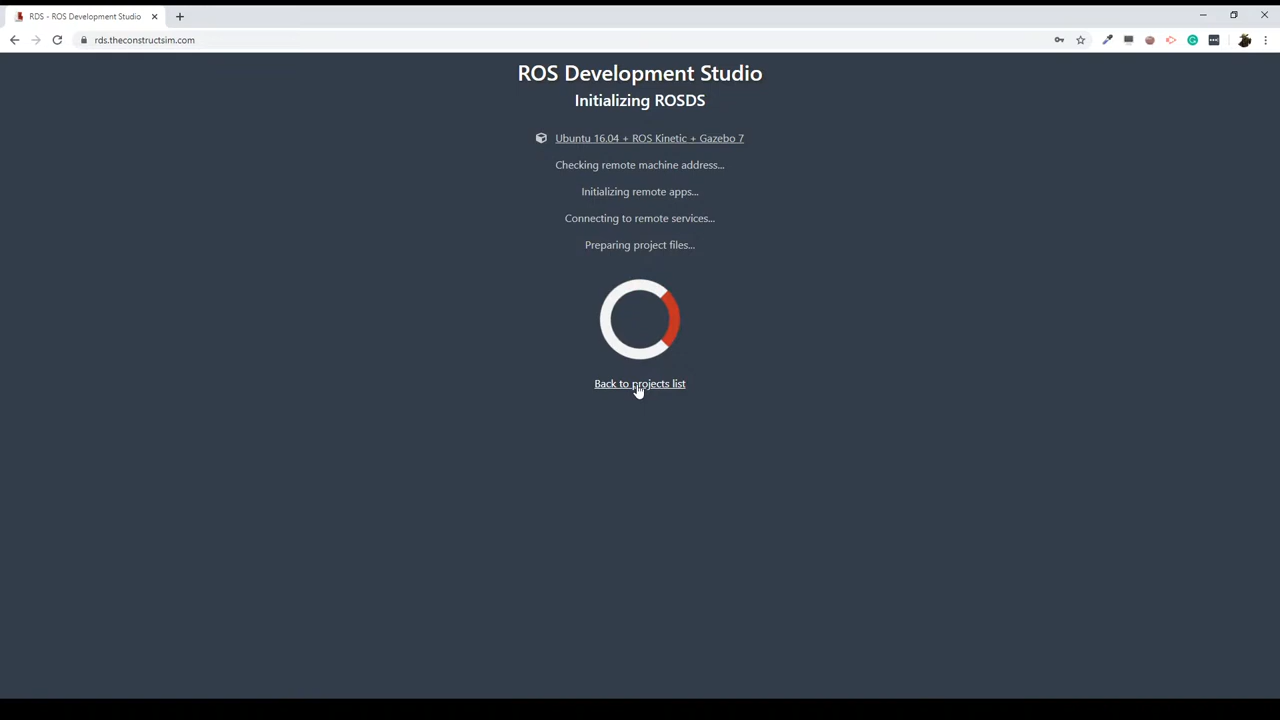 RDS - ROS Development Studio
rds.theconstructsim.com
ROS Development Studio
Initializing ROSDS
Ubuntu 16.04 + ROS Kinetic + Gazebo 7
Checking remote machine address...
Initializing remote apps...
Connecting to remote services...
Preparing project files...
Back to projects list